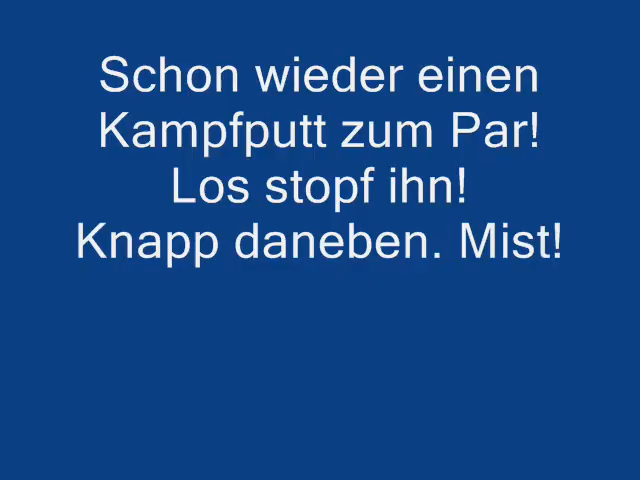 Schon wieder einen
Kampfputt zum Par!
Los stopf ihn!
Knapp daneben. Mist!